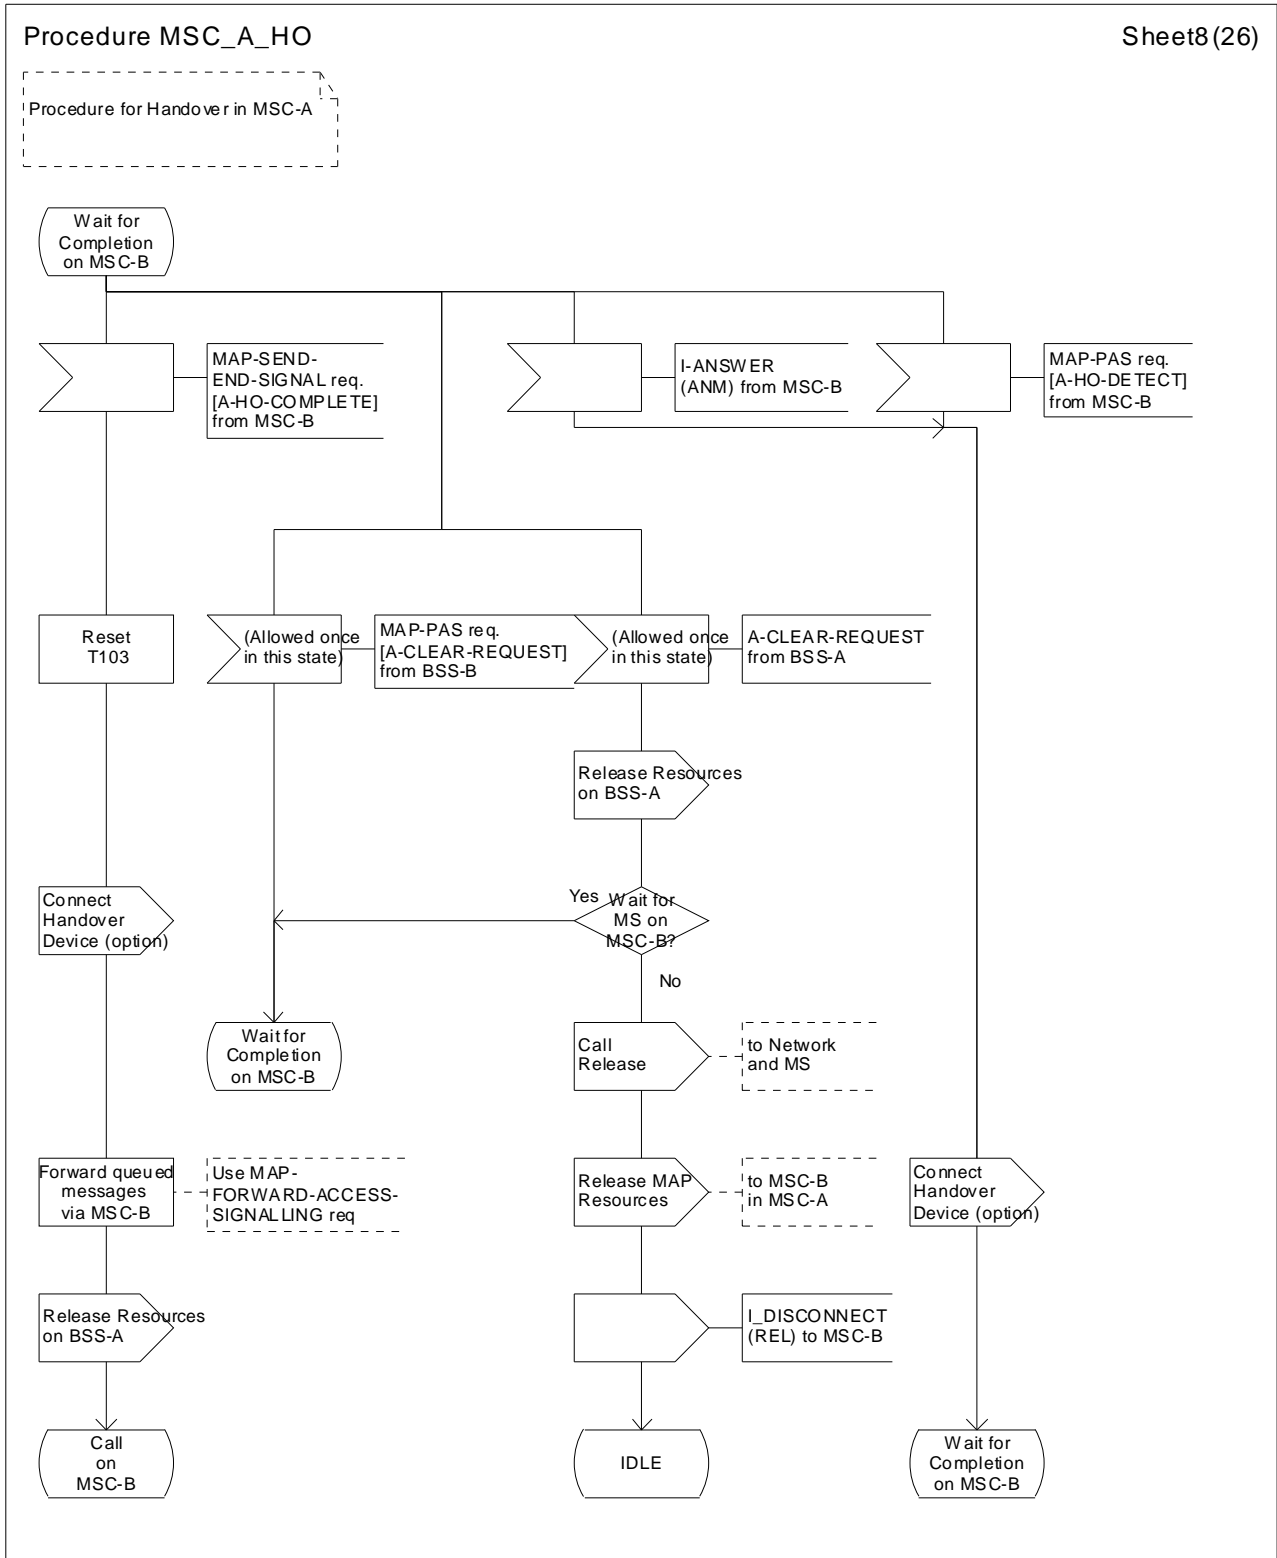 Procedure MSC_A_HO
Sheet8(26)
Procedure for Handover in MSC-A
Wait for
Completion
on MSC-B
MAP-SEND-
END-SIGNAL req.
[A-HO-COMPLETE]
from MSC-B
I-ANSWER
(ANM) from MSC-B
MAP-PAS req.
[A-HO-DETECT]
from MSC-B
Reset
T103
(Allowed once
in this state)
MAP-PAS req.
[A-CLEAR-REQUEST]
from BSS-B
(Allowed once
in this state)
A-CLEAR-REQUEST
from BSS-A
Release Resources
on BSS-A
Connect
Handover
Device (option)
Yes
Wait for
MS on
MSC-B?
No
Wait for
Completion
on MSC-B
Call
Release
to Network
and MS
Forward queued
messages
via MSC-B
Use MAP-
FORWARD-ACCESS-
SIGNALLING req
Release MAP
Resources
to MSC-B
in MSC-A
Connect
Handover
Device (option)
Release Resources
on BSS-A
I_DISCONNECT
(REL) to MSC-B
Call
on
MSC-B
IDLE
Wait for
Completion
on MSC-B